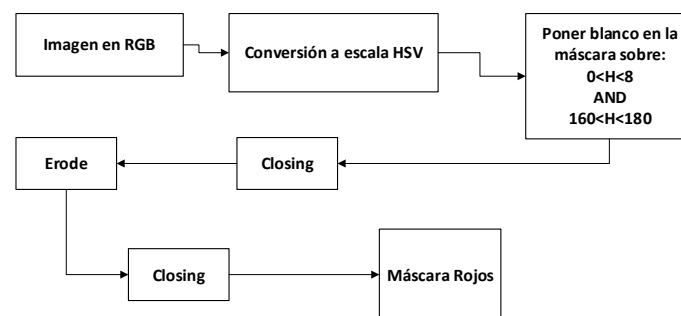 Imagen en RGB
Conversión a escala HSV
Poner blanco en la
máscara sobre:
0<H<8
AND
160<H<180
Closing
Erode
Closing
Máscara Rojos